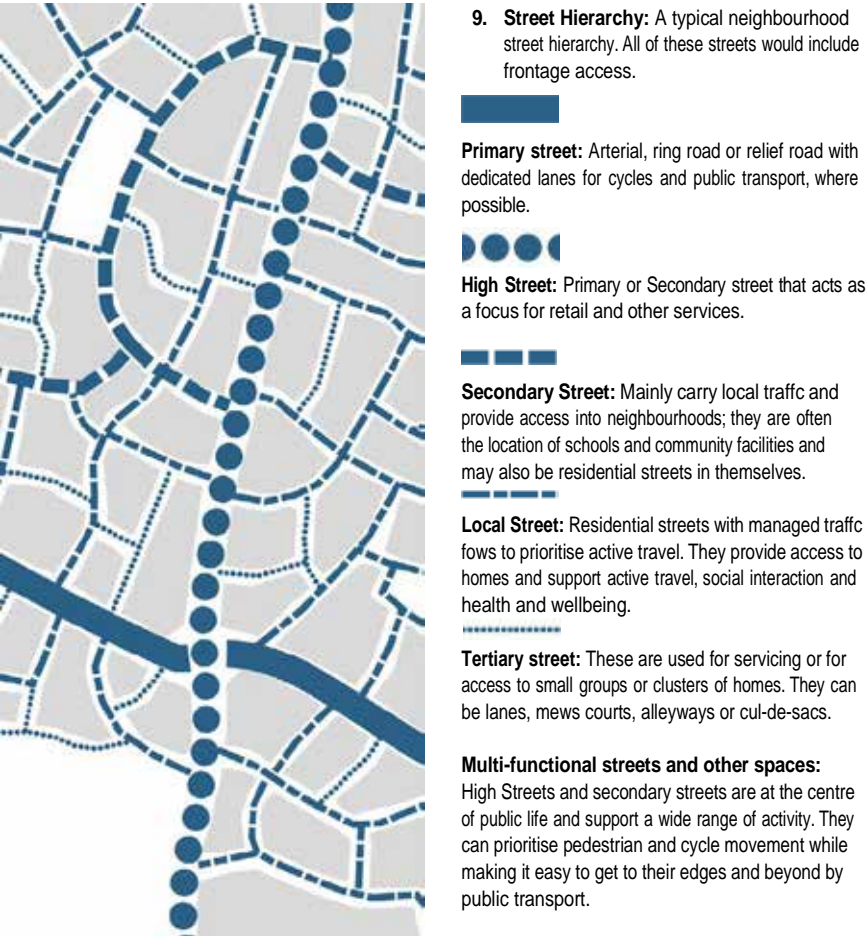 9. Street Hierarchy: A typical neighbourhood
street hierarchy. All of these streets would include
frontage access.
Primary street: Arterial, ring road or relief road with
dedicated lanes for cycles and public transport, where
possible.
High Street: Primary or Secondary street that acts as
a focus for retail and other services.
Secondary Street: Mainly carry local traffc and
provide access into neighbourhoods; they are often
the location of schools and community facilities and
may also be residential streets in themselves.
Local Street: Residential streets with managed traffc
fows to prioritise active travel. They provide access to
homes and support active travel, social interaction and
health and wellbeing.
Tertiary street: These are used for servicing or for
access to small groups or clusters of homes. They can
be lanes, mews courts, alleyways or cul-de-sacs.
Multi-functional streets and other spaces:
High Streets and secondary streets are at the centre
of public life and support a wide range of activity. They
can prioritise pedestrian and cycle movement while
making it easy to get to their edges and beyond by
public transport.